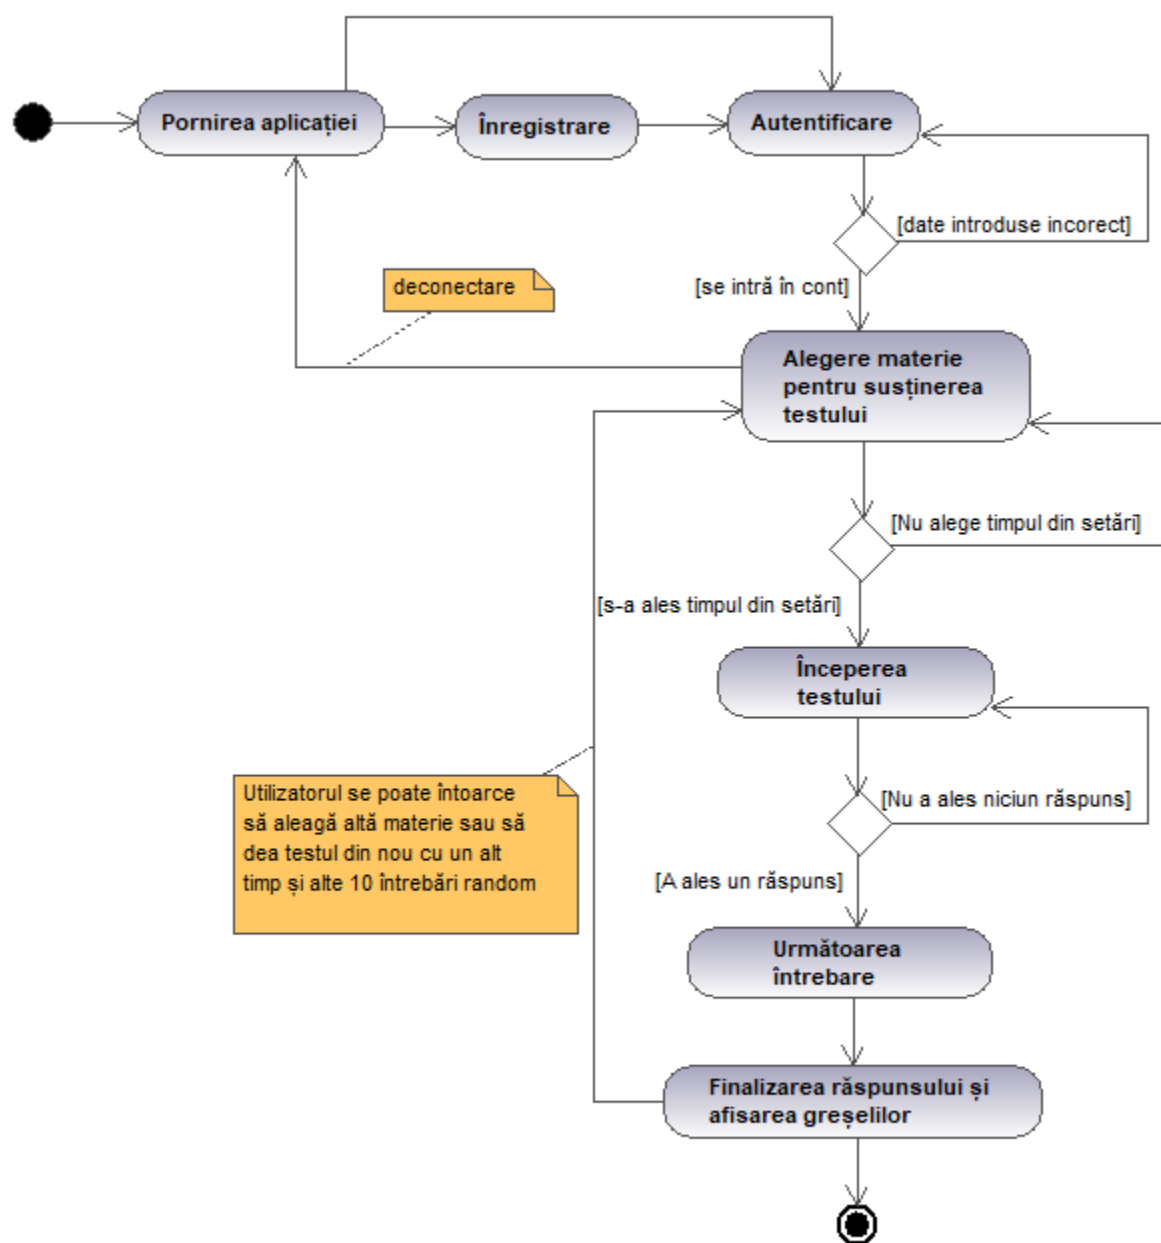 Pornirea aplicației
Înregistrare
Autentificare
[date introduse incorect]
deconectare
[se intră în cont]
Alegere materie
pentru susținerea
testului
[Nu alege timpul din setări]
[s-a ales timpul din setări]
Începerea
testului
Utilizatorul se poate întoarce
să aleagă altă materie sau să
dea testul din nou cu un alt
timp și alte 10 întrebări random
[Nu a ales niciun răspuns]
[A ales un răspuns]
Următoarea
întrebare
Finalizarea răspunsului și
afisarea greșelilor